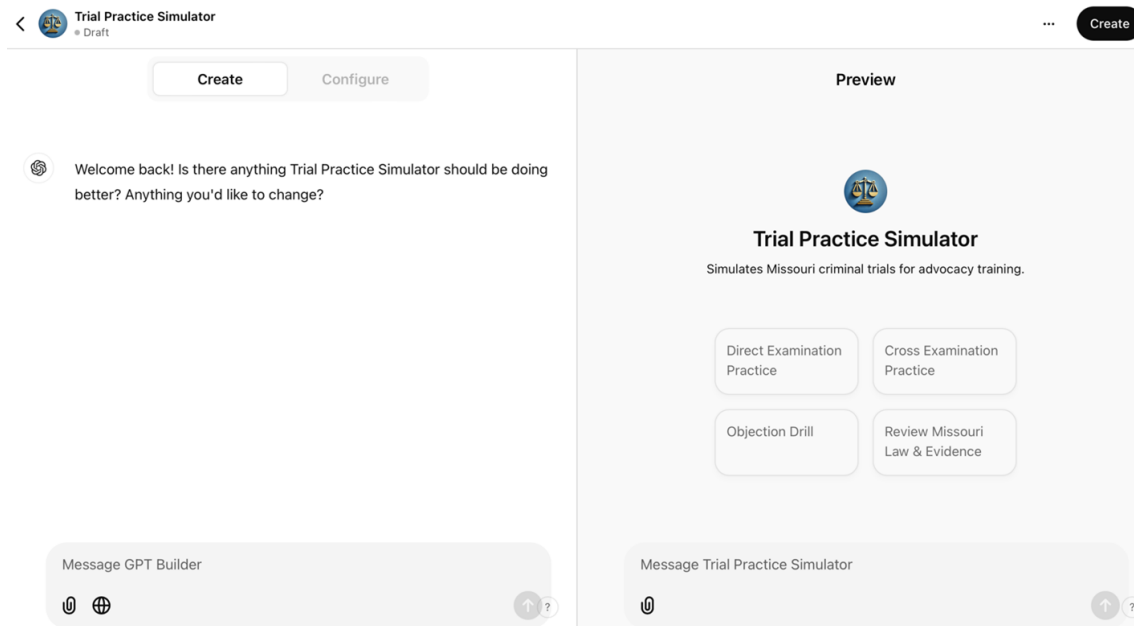 Trial Practice Simulator
Draft
Create
Create
Configure
Welcome back! Is there anything Trial Practice Simulator should be doing
better? Anything you'd like to change?
Message GPT Builder
?
Preview
Trial Practice Simulator
Simulates Missouri criminal trials for advocacy training.
Direct Examination
Practice
Cross Examination
Practice
Objection Drill
Review Missouri
Law & Evidence
Message Trial Practice Simulator
?